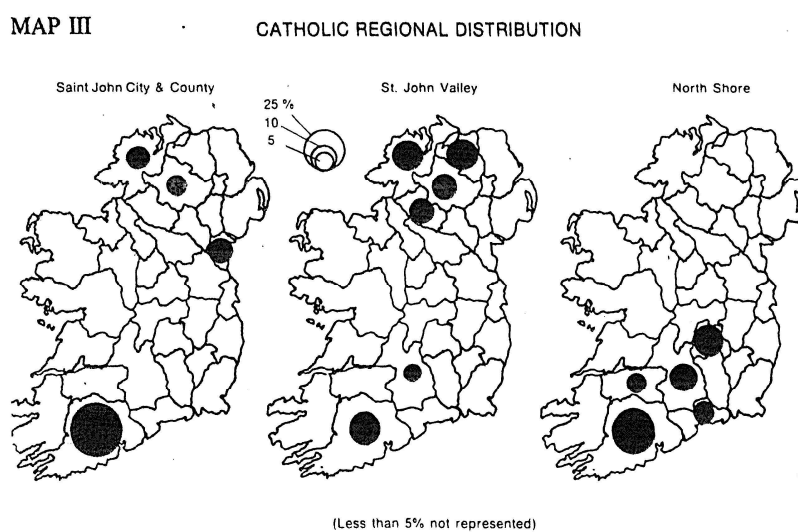 MAP III
CATHOLIC REGIONAL DISTRIBUTION
Saint John City & County
St. John Valley
North Shore
25 %
10
5
(Less than 5% not represented)